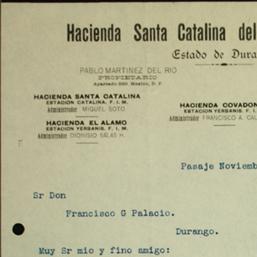 Hacienda Santa Catalina del
Estado de Dura
PABLO MARTINEZ DEL RIO
PROPIETARIO
Apartado 260. Mexico, D. F.
HACIENDA SANTA CATALINA
ESTACION CATALINA, F. I. M.
Administrador MIGUEL SOTO.
HACIENDA EL ALAMO
ESTACION YERBANIS, F. I. M.
Administrador DIONISIO SALAS H.
HACIENDA COVADON
ESTACION YERBANIS, F. I.
Administrador FRANCISCO A. CAL
Pasaje Noviemb
Sr Don
Francisco G Palacio.
Durango.
Muy Sr mio y fino amigo: